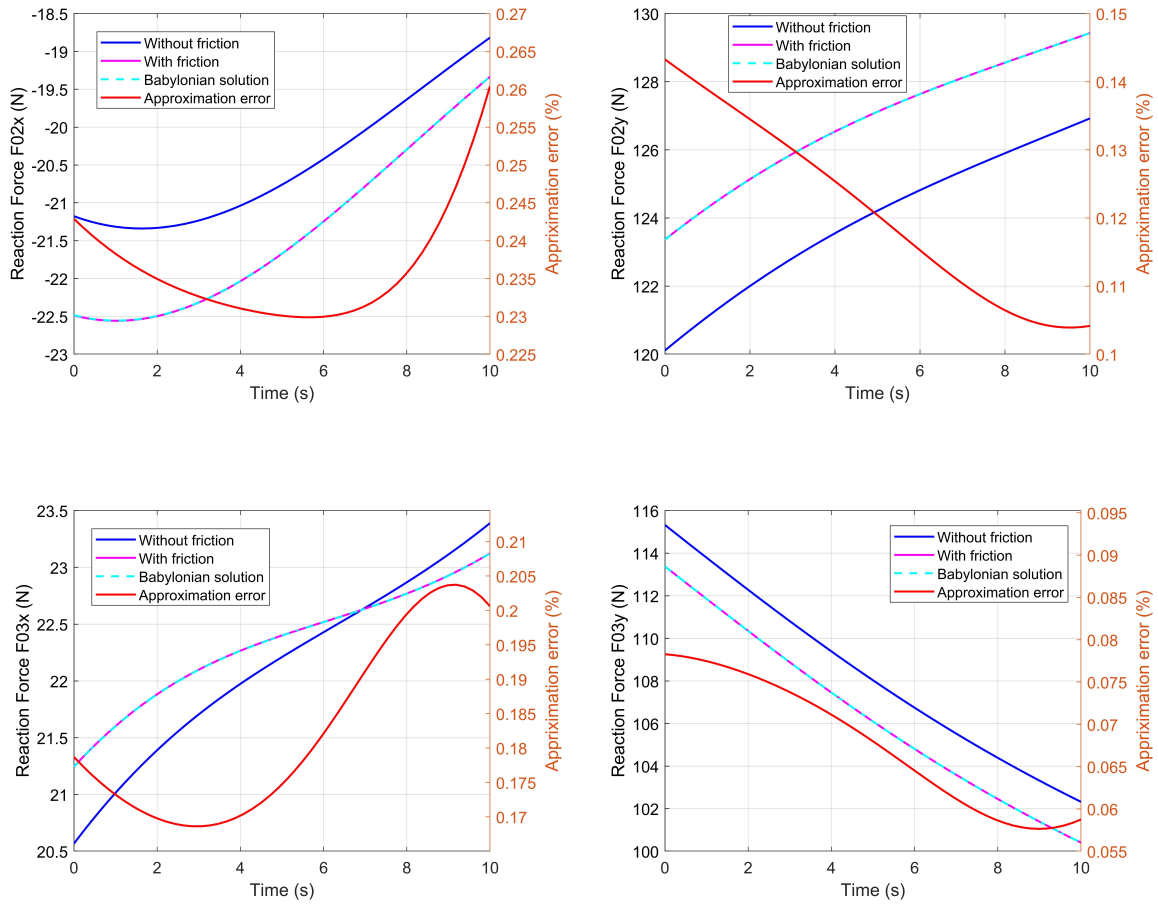 -18.5
-19
-19.5
-20
-20.5
-21
-21.5
-22
-22.5
-23
Reaction Force F02x (N)
Without friction
With friction
Babylonian solution
Approximation error
0.27
0.265
0.26
0.255
0.25
0.245
0.24
0.235
0.23
0.225
Appriximation error (%)
0 2 4 6 8 10
Time (s)
130
128
126
124
122
120
Reaction Force F02y (N)
Without friction
With friction
Babylonian solution
Approximation error
0.15
0.14
0.13
0.12
0.11
0.1
Appriximation error (%)
0 2 4 6 8 10
Time (s)
23.5
23
22.5
22
21.5
21
20.5
Reaction Force F03x (N)
Without friction
With friction
Babylonian solution
Approximation error
0.21
0.205
0.2
0.195
0.19
0.185
0.18
0.175
0.17
Appriximation error (%)
0 2 4 6 8 10
Time (s)
116
114
112
110
108
106
104
102
100
Reaction Force F03y (N)
Without friction
With friction
Babylonian solution
Approximation error
0.095
0.09
0.085
0.08
0.075
0.07
0.065
0.06
0.055
Appriximation error (%)
0 2 4 6 8 10
Time (s)